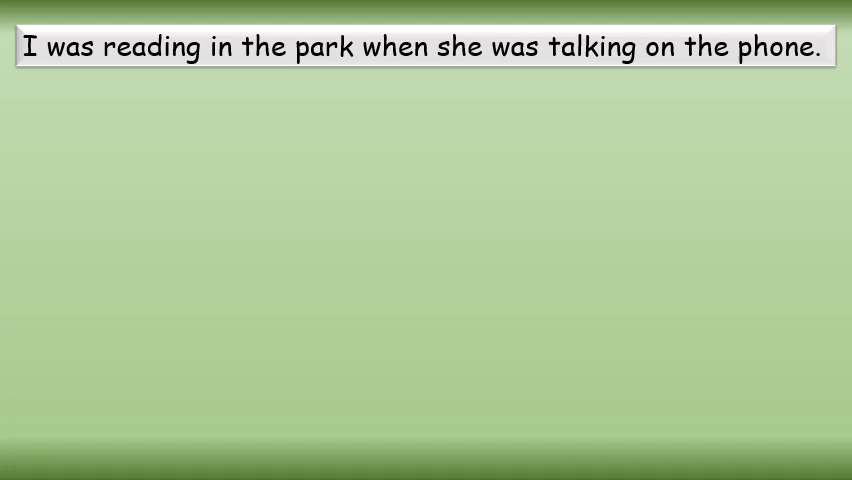 I was reading in the park when she was talking on the phone.